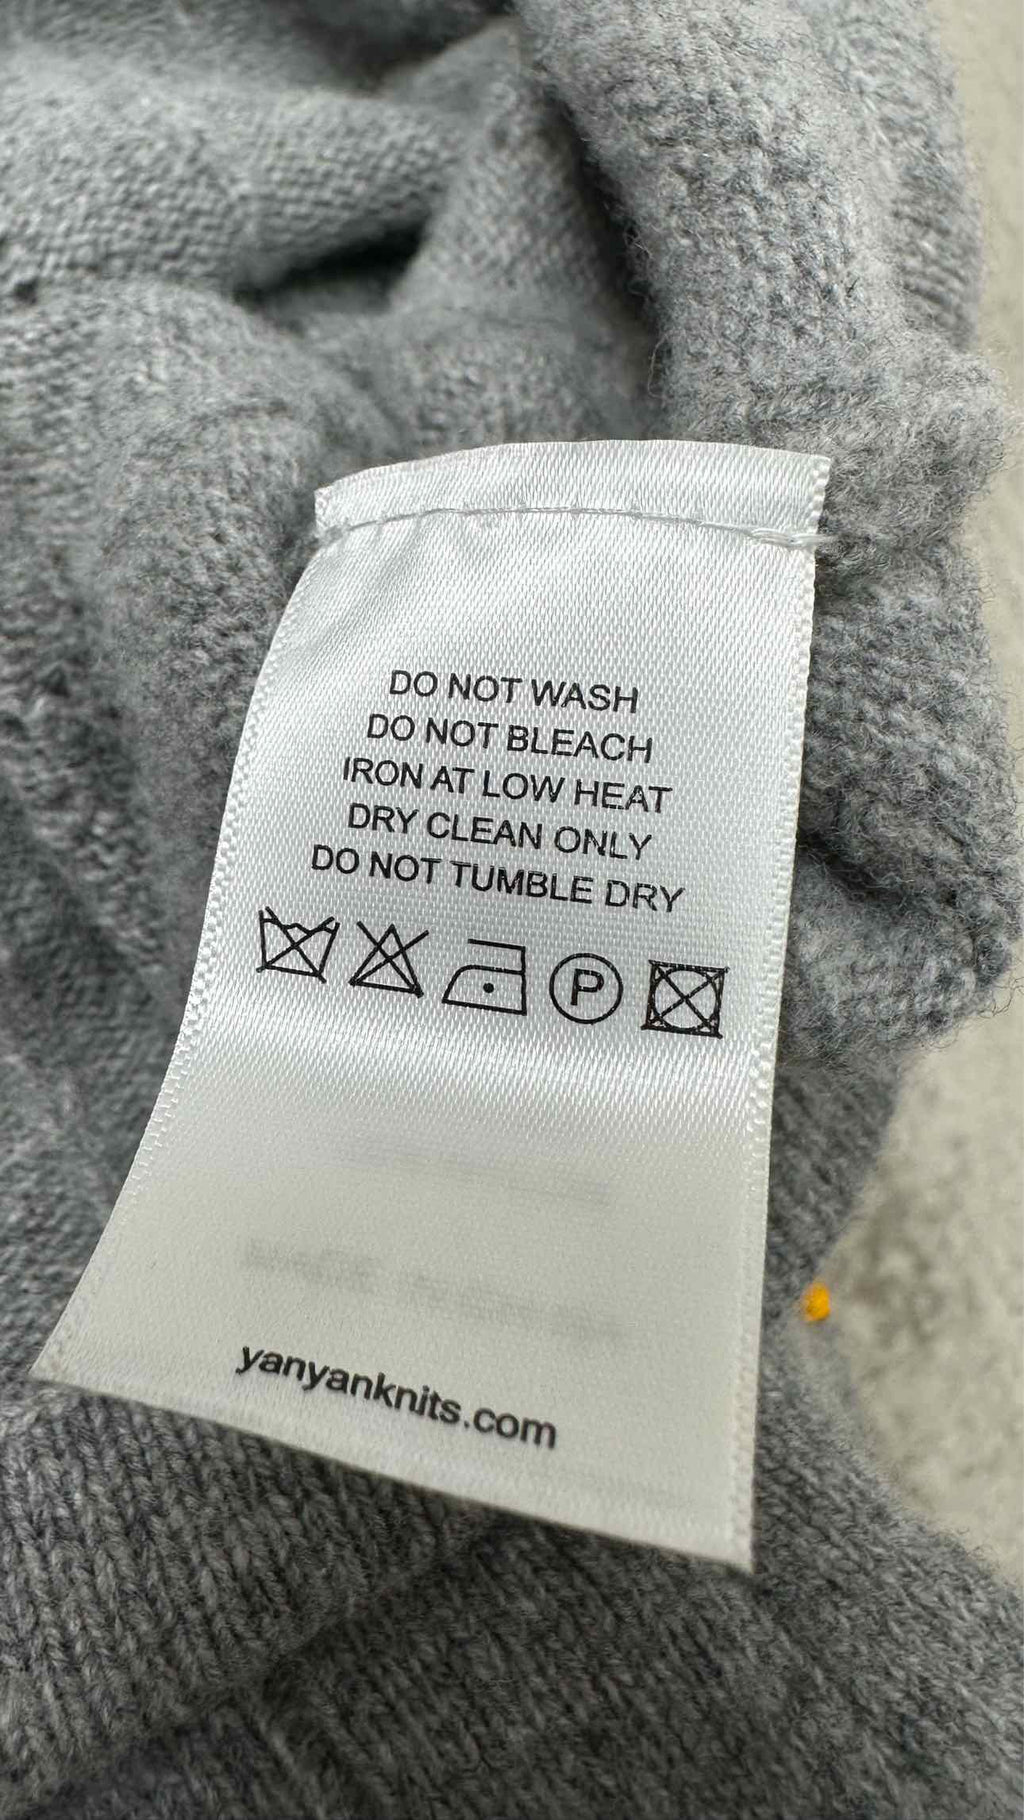 DO NOT WASH
DO NOT BLEACH
IRON AT LOW HEAT
DRY CLEAN ONLY
DO NOT TUMBLE DRY
P
yanyanknits.com